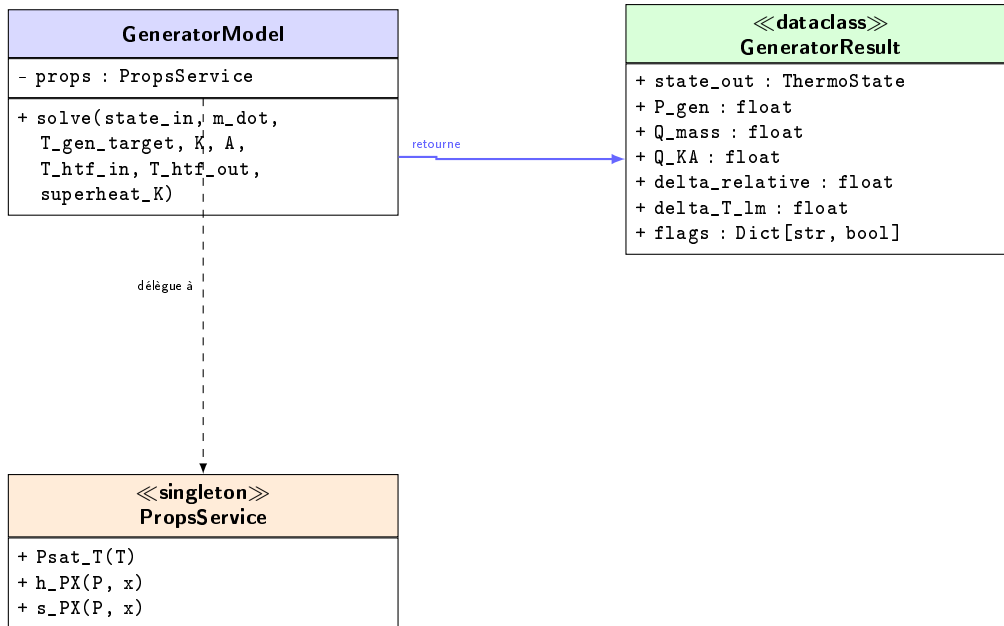 GeneratorModel
- props : PropsService
+ solve(state_in, m_dot,
T_gen_target, K, A,
T_htf_in, T_htf_out,
superheat_K)
retourne
≪dataclass≫
GeneratorResult
+ state_out : ThermoState
+ P_gen : float
+ Q_mass : float
+ Q_KA : float
+ delta_relative : float
+ delta_T_lm : float
+ flags : Dict[str, bool]
délègue à
≪singleton≫
PropsService
+ Psat_T(T)
+ h_PX(P, x)
+ s_PX(P, x)